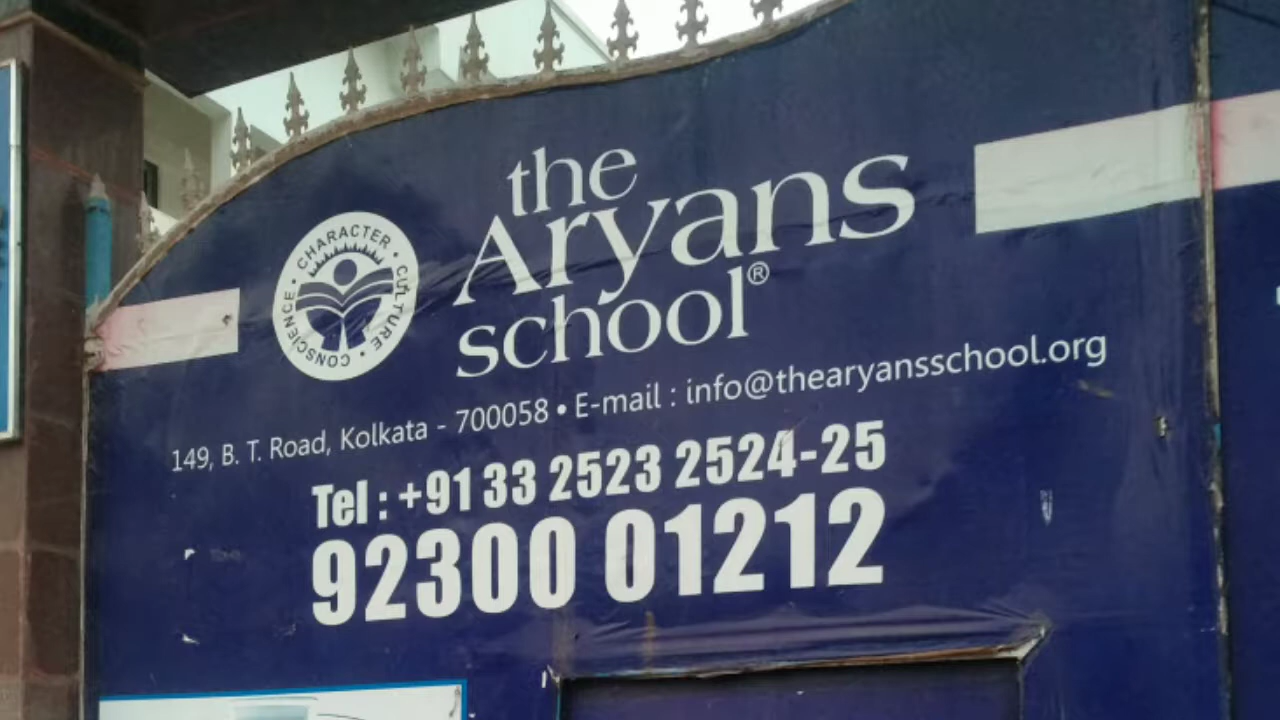 the
Aryans
school®
CHARACTER • CULTURE • CONSCIENCE •
149, B. T. Road, Kolkata - 700058 • E-mail : info@thearyansschool.org
Tel : +91 33 2523 2524-25
92300 01212